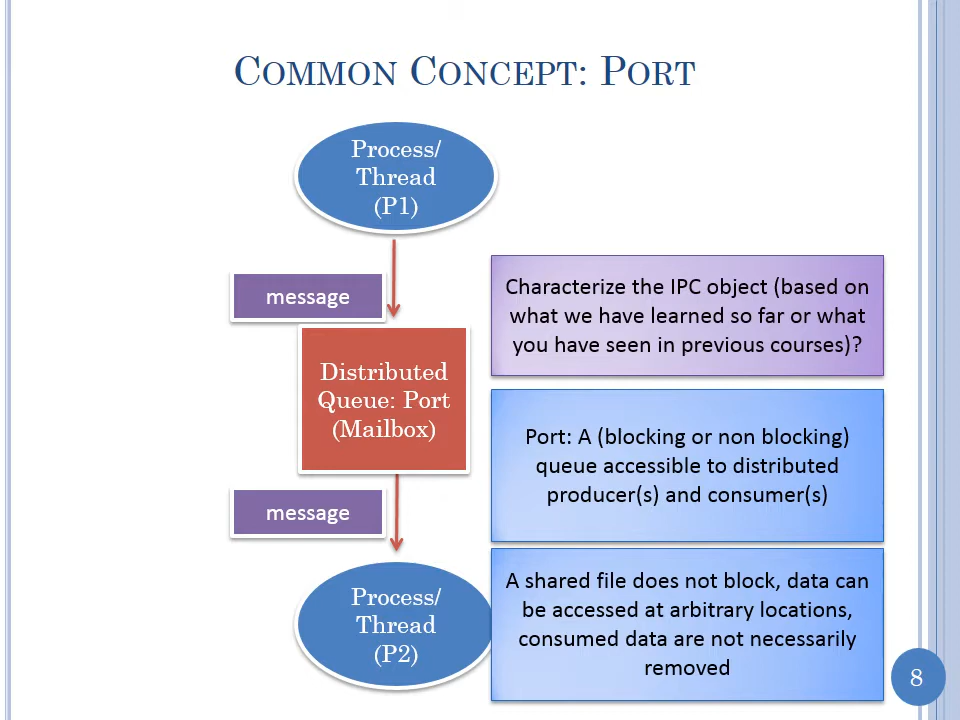 COMMON CONCEPT: PORT
Process/
Thread
(P1)
message
Distributed
Queue: Port
(Mailbox)
message
Process/
Thread
(P2)
Characterize the IPC object (based on
what we have learned so far or what
you have seen in previous courses)?
Port: A (blocking or non blocking)
queue accessible to distributed
producer(s) and consumer(s)
A shared file does not block, data can
be accessed at arbitrary locations,
consumed data are not necessarily
removed
8